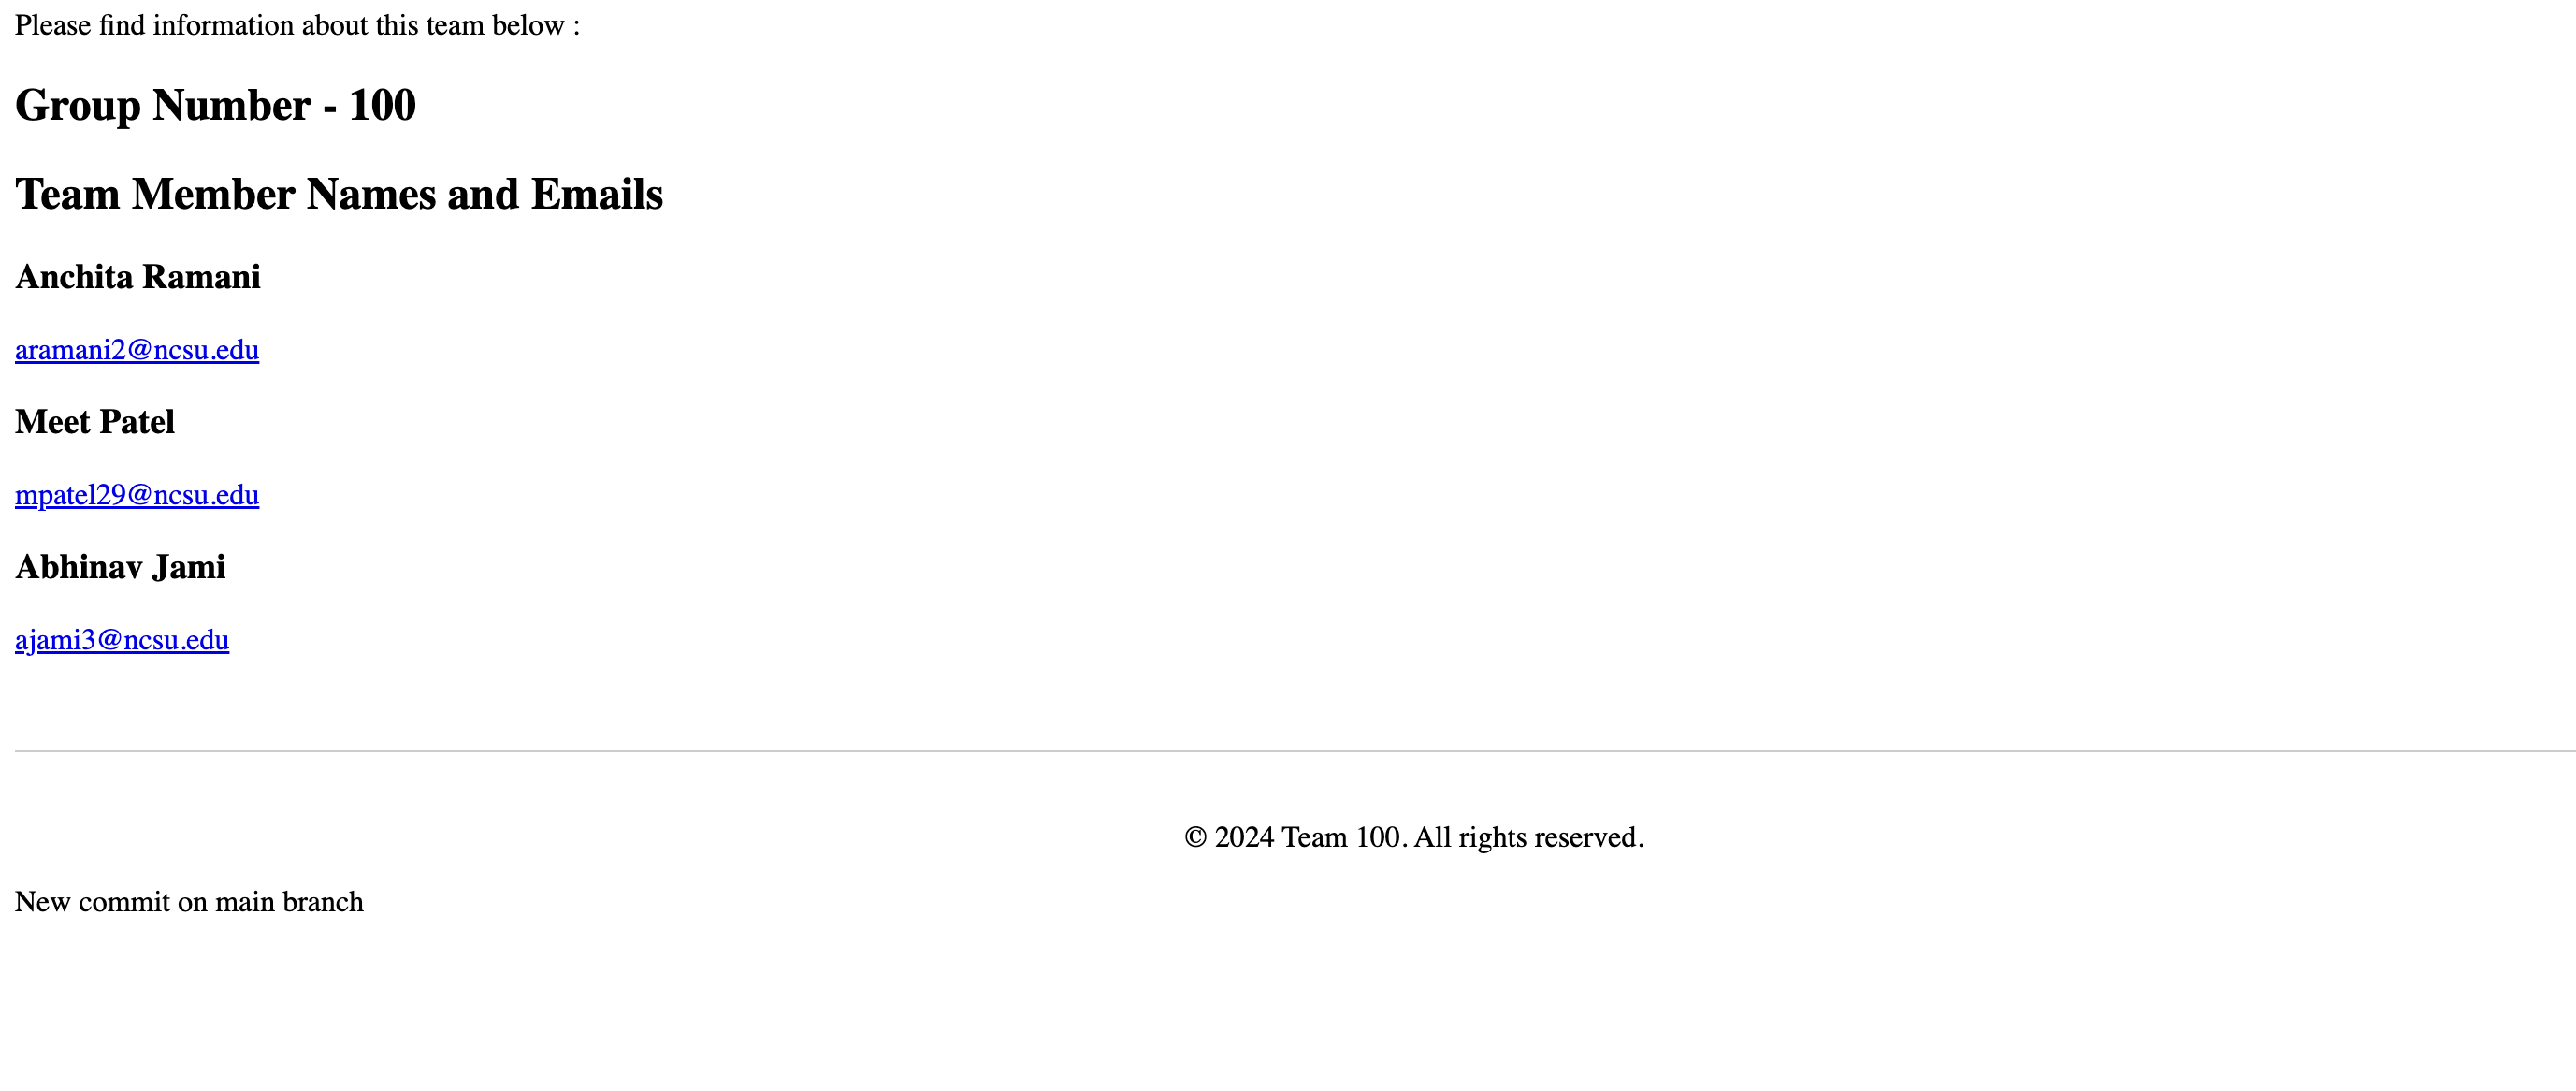 Please find information about this team below :
Group Number - 100
Team Member Names and Emails
Anchita Ramani
aramani2@ncsu.edu
Meet Patel
mpatel29@ncsu.edu
Abhinav Jami
ajami3@ncsu.edu
© 2024 Team 100. All rights reserved.
New commit on main branch